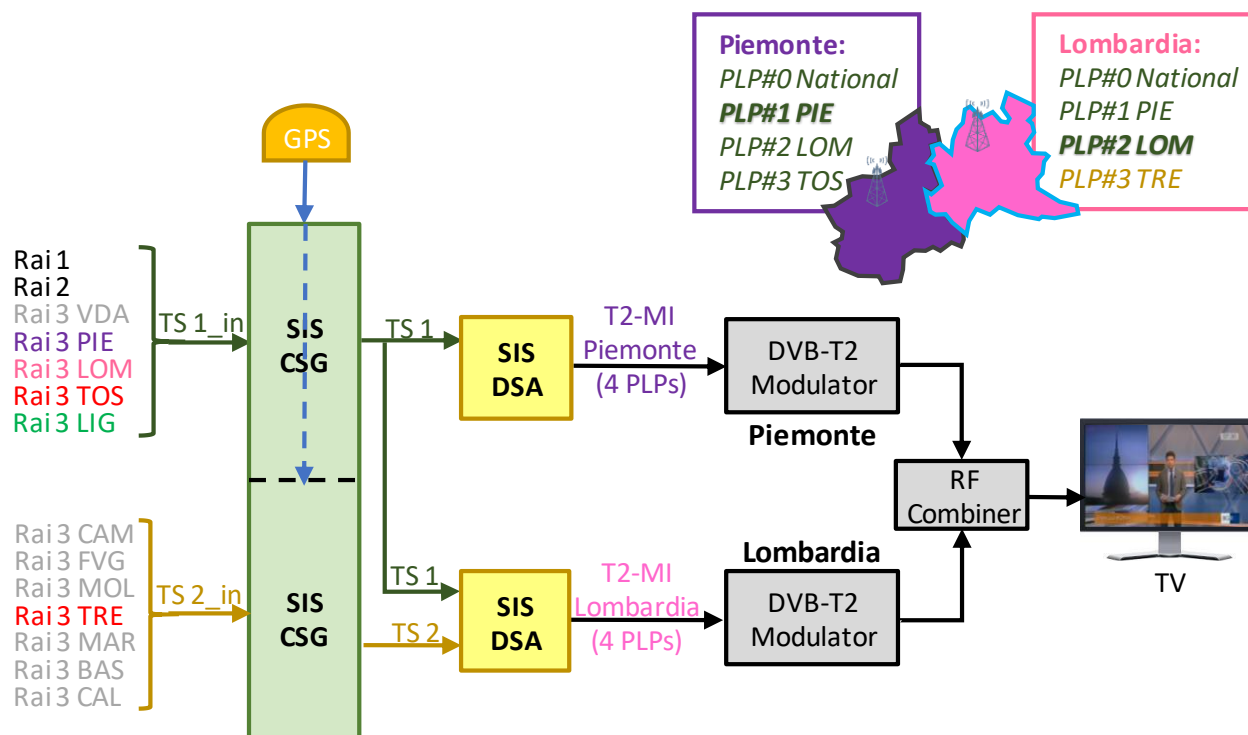 Piemonte:
PLP#0 National
PLP#1 PIE
PLP#2 LOM
PLP#3 TOS
Lombardia:
PLP#0 National
PLP#1 PIE
PLP#2 LOM
PLP#3 TRE
GPS
Rai 1
Rai 2
Rai 3 VDA
Rai 3 PIE
Rai 3 LOM
Rai 3 TOS
Rai 3 LIG
TS 1_in
SIS
CSG
TS 1
SIS
DSA
T2-MI
Piemonte
(4 PLPs)
DVB-T2
Modulator
Piemonte
RF
Combiner
TV
Rai 3 CAM
Rai 3 FVG
Rai 3 MOL
Rai 3 TRE
Rai 3 MAR
Rai 3 BAS
Rai 3 CAL
TS 2_in
SIS
CSG
TS 1
TS 2
SIS
DSA
T2-MI
Lombardia
(4 PLPs)
Lombardia
DVB-T2
Modulator